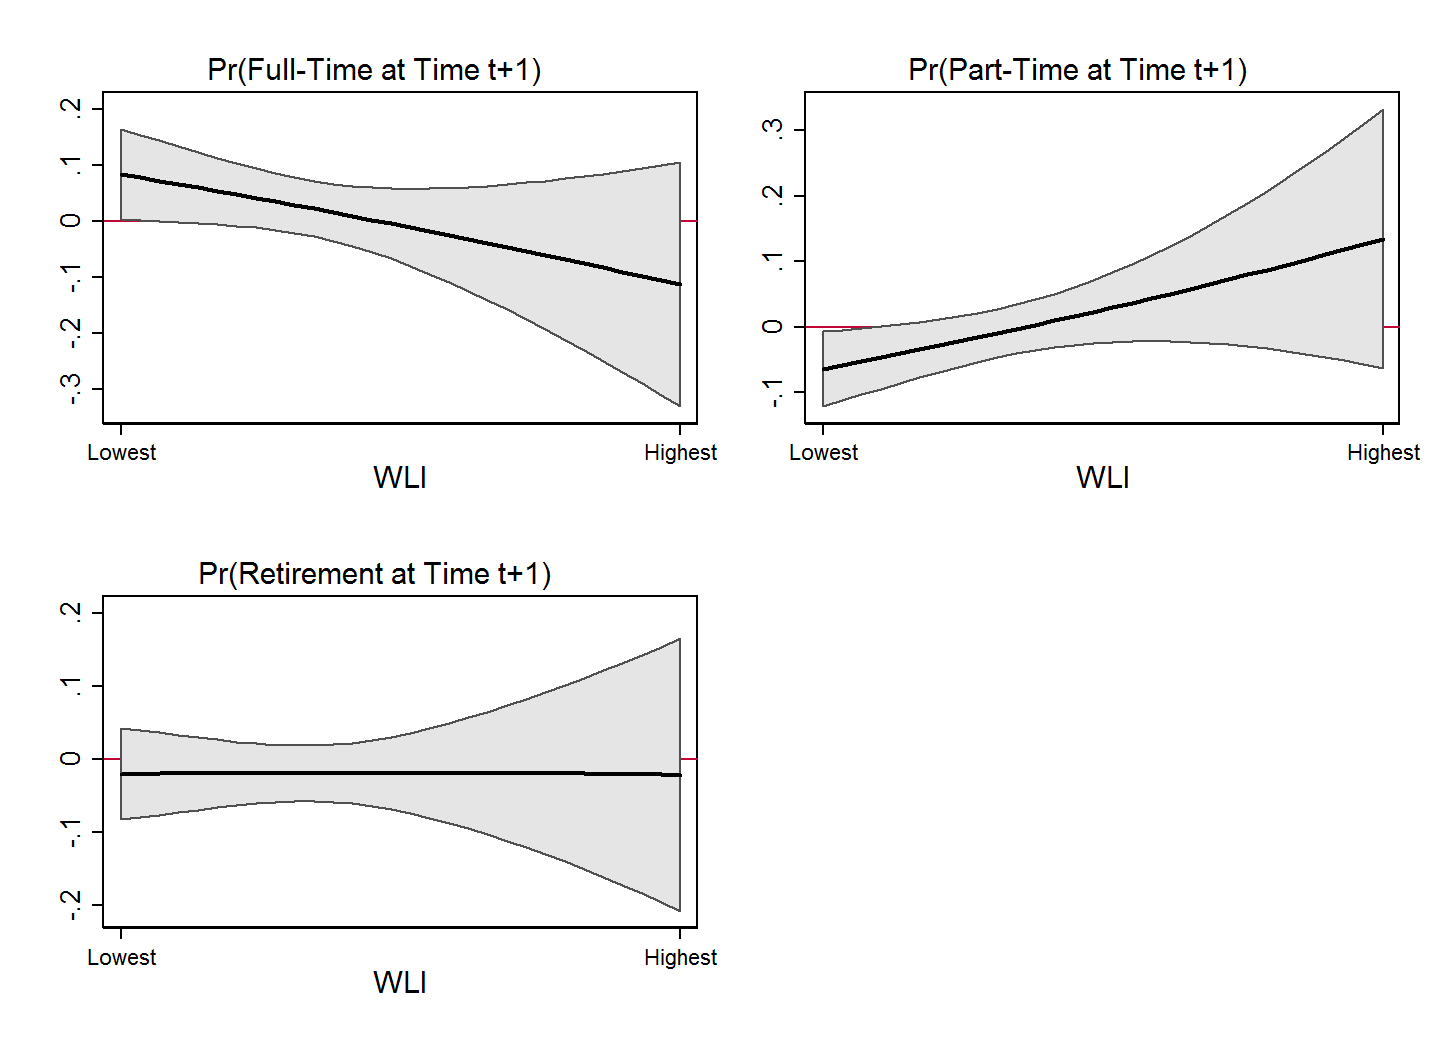 Pr(Full-Time at Time t+1)
.2
.1
0
-.1
-.2
-.3
Lowest Highest
WLI
Pr(Part-Time at Time t+1)
.3
.2
.1
0
-.1
Lowest Highest
WLI
Pr(Retirement at Time t+1)
.2
.1
0
-.1
-.2
Lowest Highest
WLI